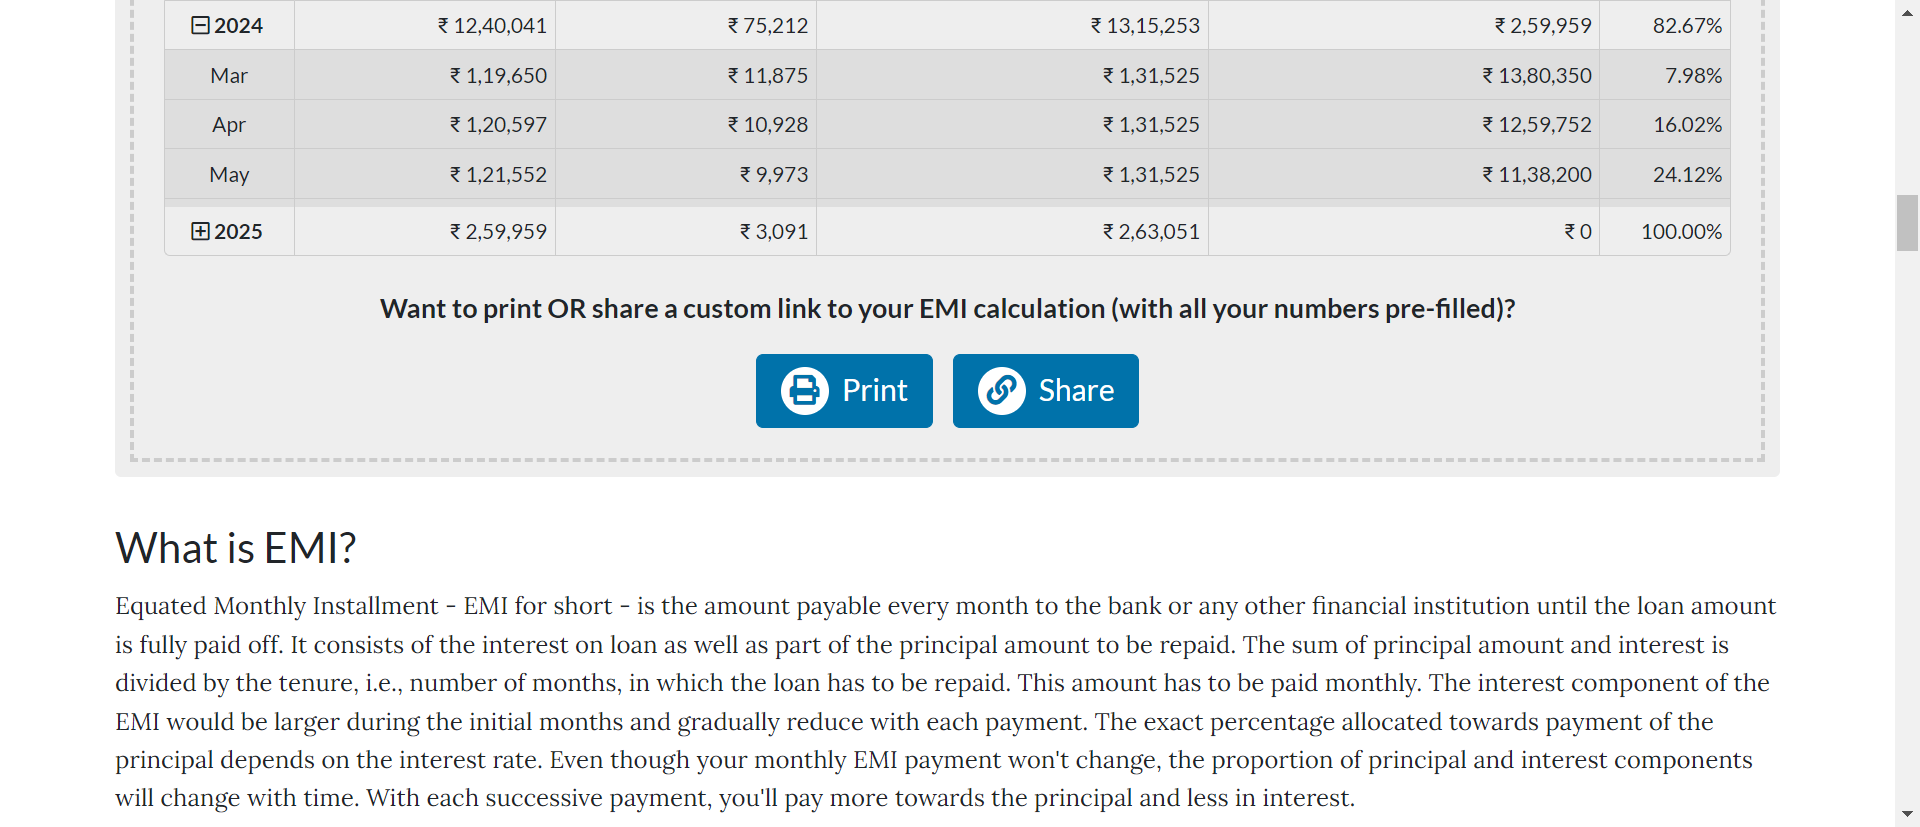 2024 ₹ 12,40,041 ₹ 75,212 ₹ 13,15,253 ₹ 2,59,959 82.67%
Mar ₹ 1,19,650 ₹ 11,875 ₹ 1,31,525 ₹ 13,80,350 7.98%
Apr ₹ 1,20,597 ₹ 10,928 ₹ 1,31,525 ₹ 12,59,752 16.02%
May ₹ 1,21,552 ₹ 9,973 ₹ 1,31,525 ₹ 11,38,200 24.12%
2025 ₹ 2,59,959 ₹ 3,091 ₹ 2,63,051 ₹ 0 100.00%
Want to print OR share a custom link to your EMI calculation (with all your numbers pre-filled)?
Print Share
What is EMI?
Equated Monthly Installment - EMI for short - is the amount payable every month to the bank or any other financial institution until the loan amount
is fully paid off. It consists of the interest on loan as well as part of the principal amount to be repaid. The sum of principal amount and interest is
divided by the tenure, i.e., number of months, in which the loan has to be repaid. This amount has to be paid monthly. The interest component of the
EMI would be larger during the initial months and gradually reduce with each payment. The exact percentage allocated towards payment of the
principal depends on the interest rate. Even though your monthly EMI payment won't change, the proportion of principal and interest components
will change with time. With each successive payment, you'll pay more towards the principal and less in interest.